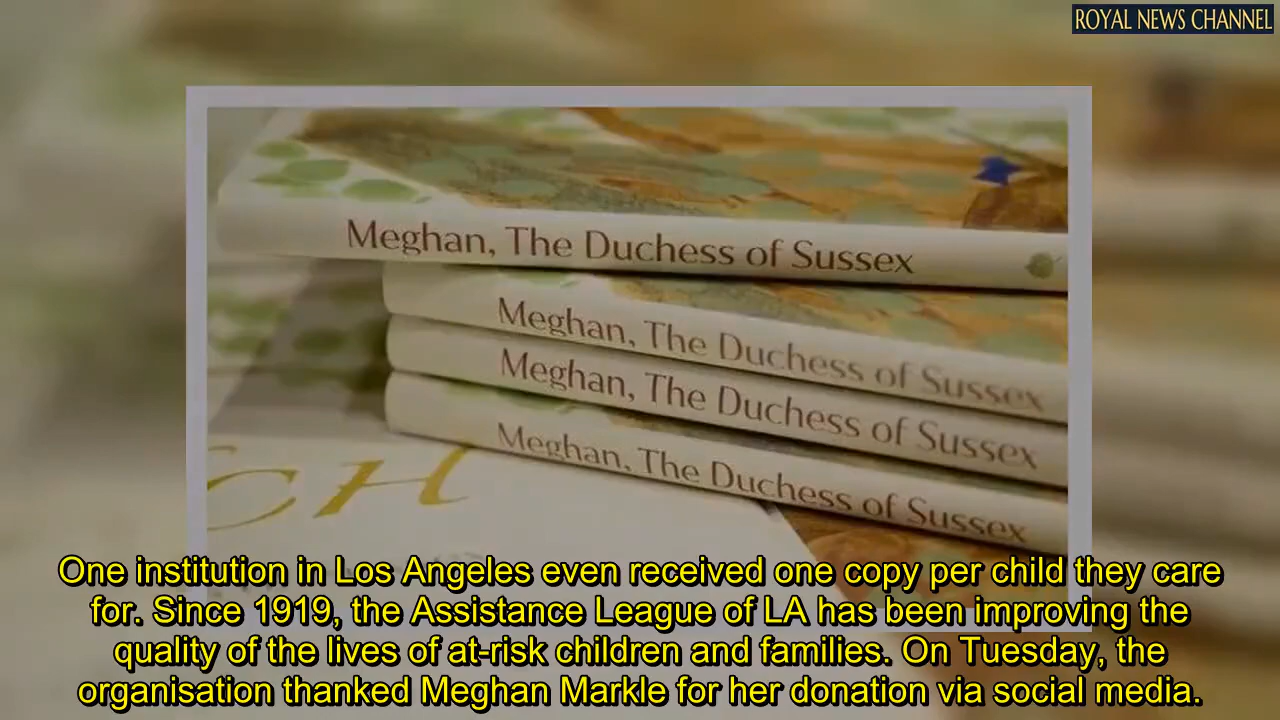 ROYAL NEWS CHANNEL
Meghan, The Duchess of Sussex
Meghan, The Duchess of Sussex
Meghan, The Duchess of Sussex
Meghan, The Duchess of Sussex
CH
One institution in Los Angeles even received one copy per child they care
for. Since 1919, the Assistance League of LA has been improving the
quality of the lives of at-risk children and families. On Tuesday, the
organisation thanked Meghan Markle for her donation via social media.